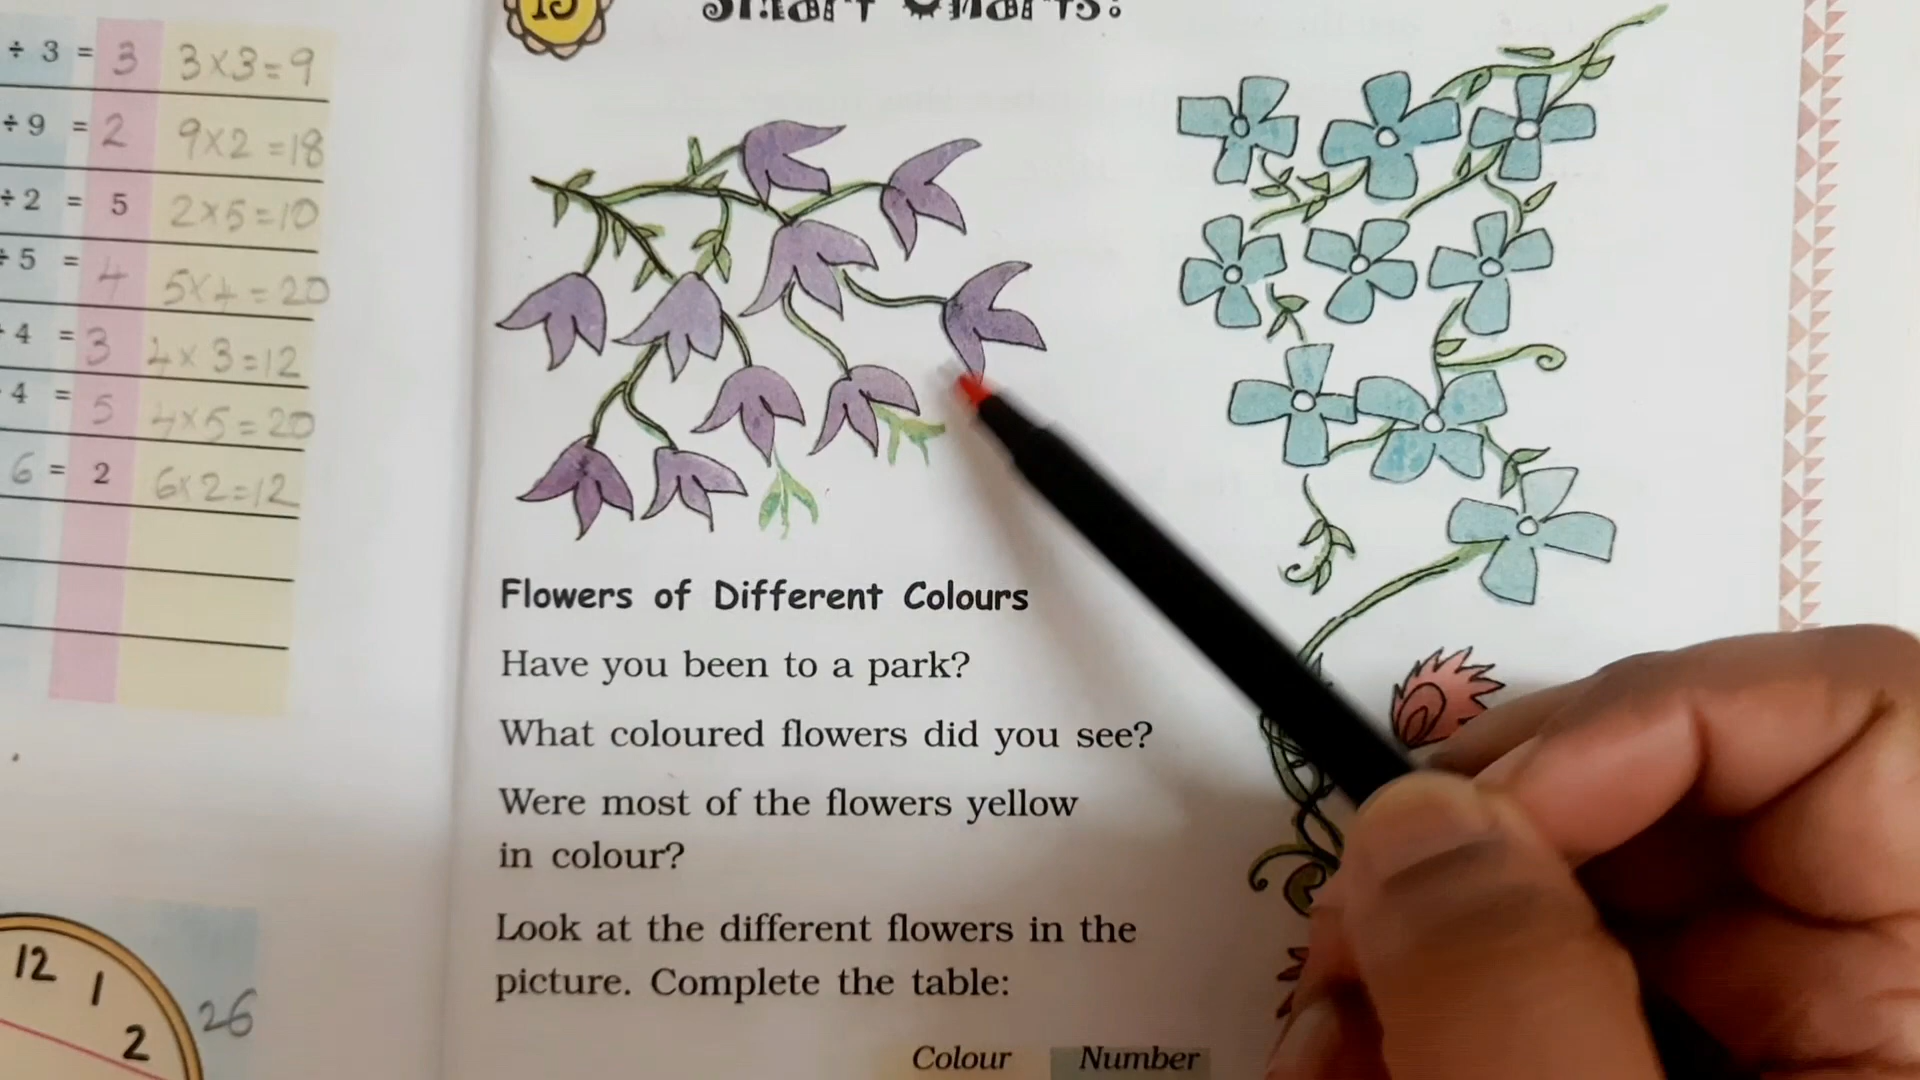 ÷ 3 = 3 3×3=9
÷ 9 = 2 9×2=18
÷ 2 = 5 2×5=10
÷ 5 = 4 5×4=20
÷ 4 = 3 4×3=12
÷ 4 = 5 4×5=20
6 = 2 6×2=12
12
1
2
26
13
Smart Charts!
Flowers of Different Colours
Have you been to a park?
What coloured flowers did you see?
Were most of the flowers yellow
in colour?
Look at the different flowers in the
picture. Complete the table:
Colour Number